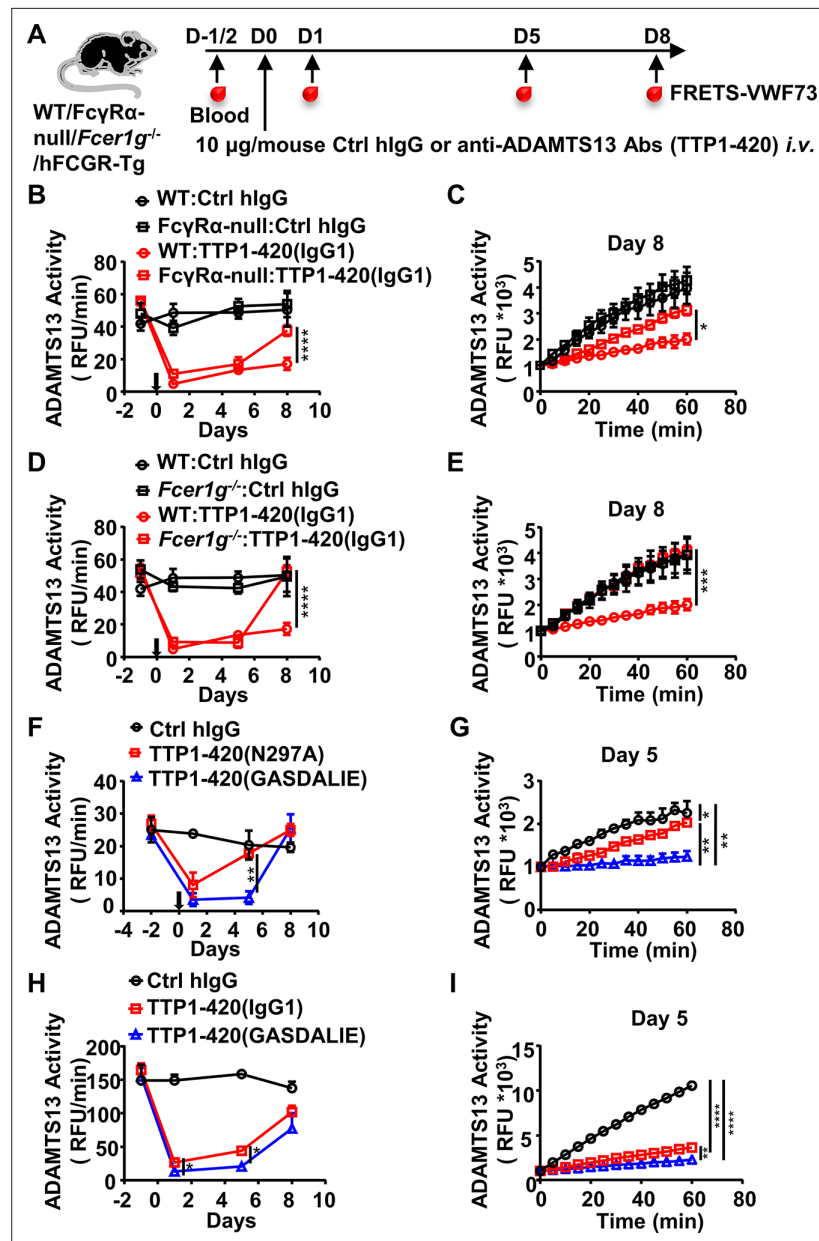 A
D-1/2 D0 D1 D5 D8
Blood
FRETS-VWF73
WT/FcγRα-
null/Fcer1g-/-
/hFCGR-Tg
10 μg/mouse Ctrl hIgG or anti-ADAMTS13 Abs (TTP1-420) i.v.
B
WT:Ctrl hIgG
FcγRα-null:Ctrl hIgG
WT:TTP1-420(IgG1)
FcγRα-null:TTP1-420(IgG1)
ADAMTS13 Activity
( RFU/min)
80
60
40
20
0
****
-2 0 2 4 6 8 10
Days
C
Day 8
ADAMTS13 Activity
( RFU *10³)
5
4
3
2
1
0
*
0 20 40 60 80
Time (min)
D
WT:Ctrl hIgG
Fcer1g-/-:Ctrl hIgG
WT:TTP1-420(IgG1)
Fcer1g-/-:TTP1-420(IgG1)
ADAMTS13 Activity
( RFU/min)
80
60
40
20
0
****
-2 0 2 4 6 8 10
Days
E
Day 8
ADAMTS13 Activity
( RFU *10³)
5
4
3
2
1
0
***
0 20 40 60 80
Time (min)
F
Ctrl hIgG
TTP1-420(N297A)
TTP1-420(GASDALIE)
ADAMTS13 Activity
( RFU/min)
40
30
20
10
0
**
-4 -2 0 2 4 6 8 10
Days
G
Day 5
ADAMTS13 Activity
( RFU *10³)
3
2
1
0
*
**
**
0 20 40 60 80
Time (min)
H
Ctrl hIgG
TTP1-420(IgG1)
TTP1-420(GASDALIE)
ADAMTS13 Activity
( RFU/min)
200
150
100
50
0
*
*
-2 0 2 4 6 8 10
Days
I
Day 5
ADAMTS13 Activity
( RFU *10³)
15
10
5
0
**
****
****
0 20 40 60 80
Time (min)